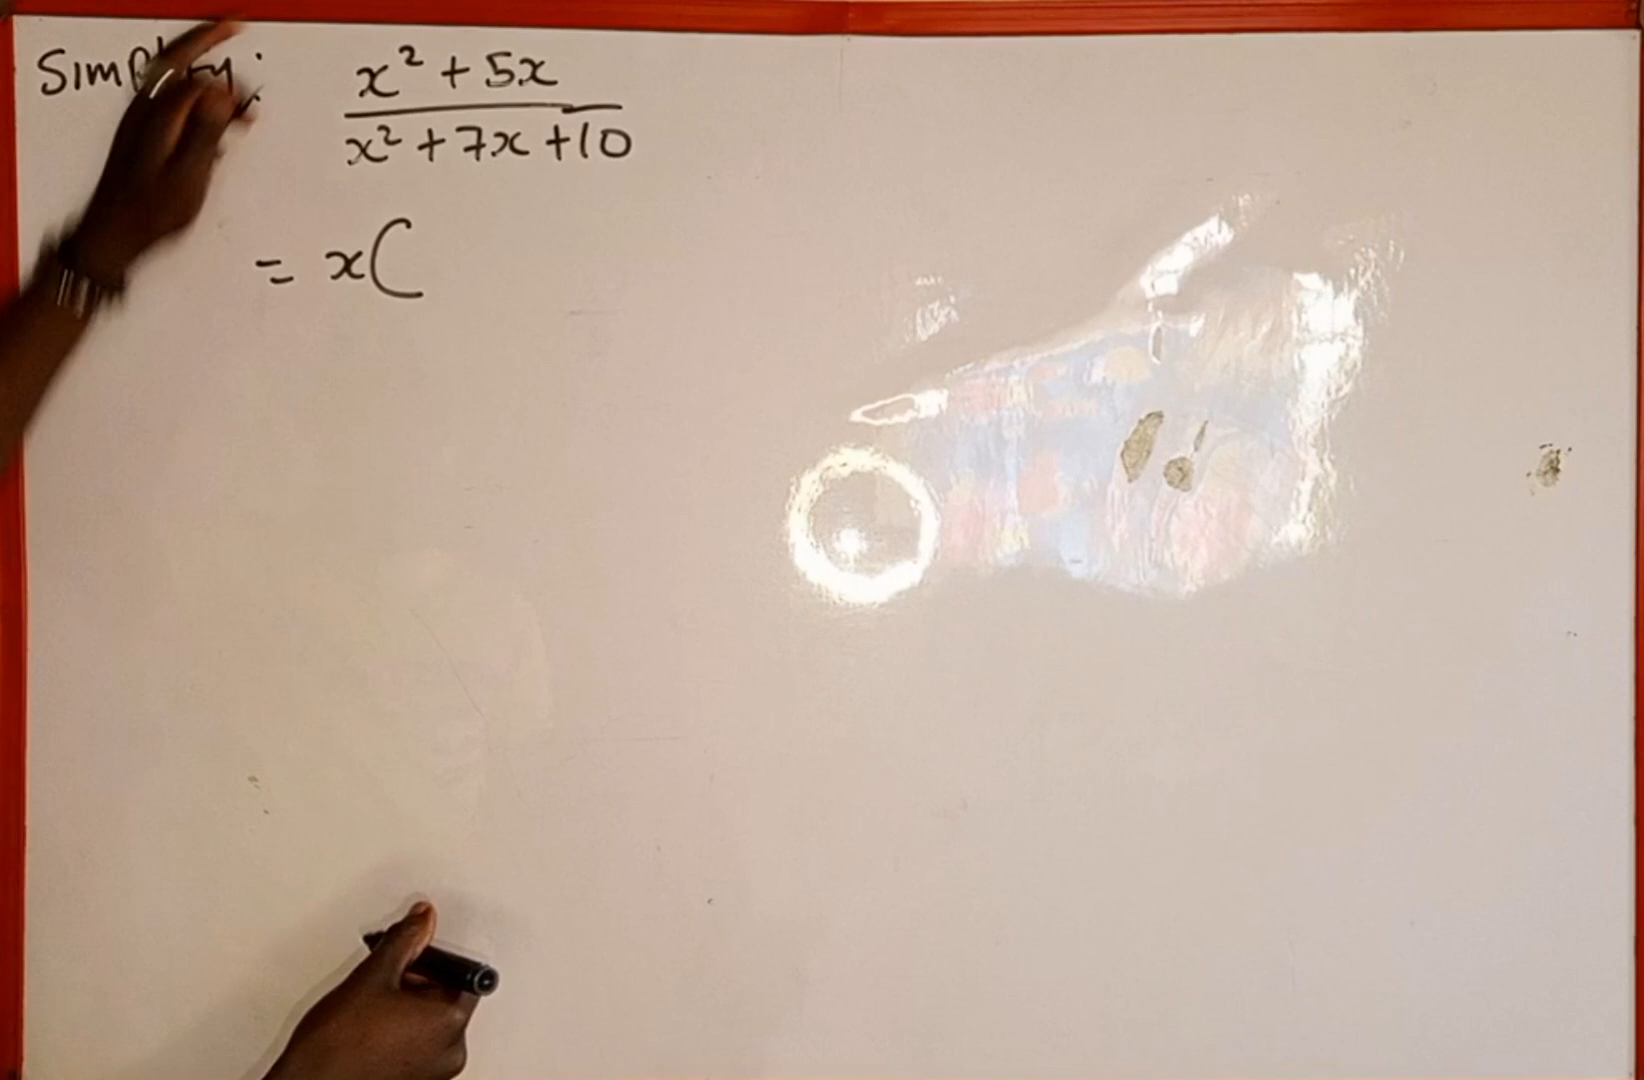 Simplify: x² + 5x
x² + 7x + 10
= x(